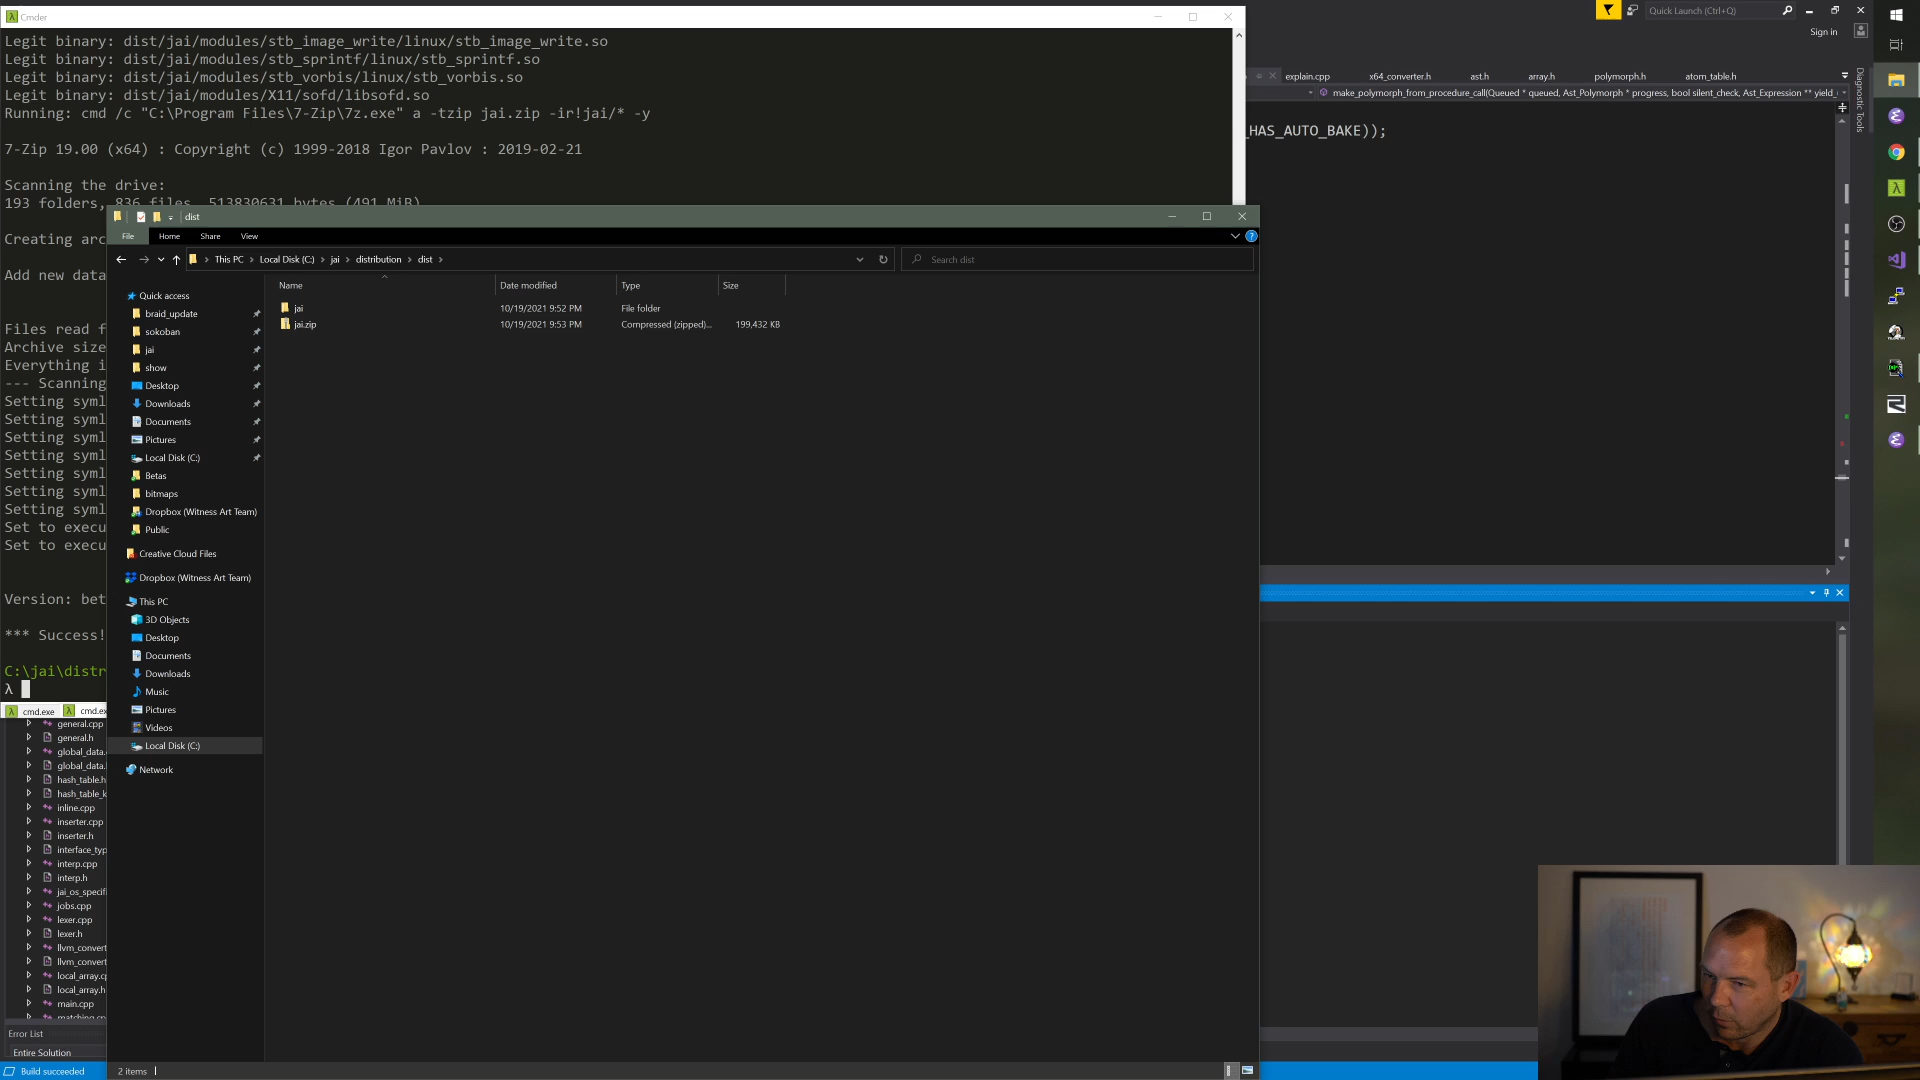 Cmder
Legit binary: dist/jai/modules/stb_image_write/linux/stb_image_write.so
Legit binary: dist/jai/modules/stb_sprintf/linux/stb_sprintf.so
Legit binary: dist/jai/modules/stb_vorbis/linux/stb_vorbis.so
Legit binary: dist/jai/modules/X11/sofd/libsofd.so
Running: cmd /c "C:\Program Files\7-Zip\7z.exe" a -tzip jai.zip -ir!jai/* -y
7-Zip 19.00 (x64) : Copyright (c) 1999-2018 Igor Pavlov : 2019-02-21
Scanning the drive:
193 folders, 836 files, 513830631 bytes (491 MiB)
Creating arc
Add new data
Files read f
Archive size
Everything i
--- Scanning
Setting syml
Setting syml
Setting syml
Setting syml
Setting syml
Setting syml
Setting syml
Set to execu
Set to execu
Version: bet
*** Success!
C:\jai\distr
λ
cmd.exe
cmd.ex
Quick Launch (Ctrl+Q)
Sign in
explain.cpp
x64_converter.h
ast.h
array.h
polymorph.h
atom_table.h
make_polymorph_from_procedure_call(Queued * queued, Ast_Polymorph * progress, bool silent_check, Ast_Expression ** yield_
_HAS_AUTO_BAKE));
Diagnostic Tools
dist
File
Home
Share
View
This PC
Local Disk (C:)
jai
distribution
dist
Search dist
Name
Date modified
Type
Size
jai
10/19/2021 9:52 PM
File folder
jai.zip
10/19/2021 9:53 PM
Compressed (zipped)...
199,432 KB
Quick access
braid_update
sokoban
jai
show
Desktop
Downloads
Documents
Pictures
Local Disk (C:)
Betas
bitmaps
Dropbox (Witness Art Team)
Public
Creative Cloud Files
Dropbox (Witness Art Team)
This PC
3D Objects
Desktop
Documents
Downloads
Music
Pictures
Videos
Local Disk (C:)
Network
2 items
general.cpp
general.h
global_data.
global_data.
hash_table.h
hash_table_k
inline.cpp
inserter.cpp
inserter.h
interface_typ
interp.cpp
interp.h
jai_os_specifi
jobs.cpp
lexer.cpp
lexer.h
llvm_convert
llvm_convert
local_array.cp
local_array.h
main.cpp
matching.cp
Error List
Entire Solution
Build succeeded